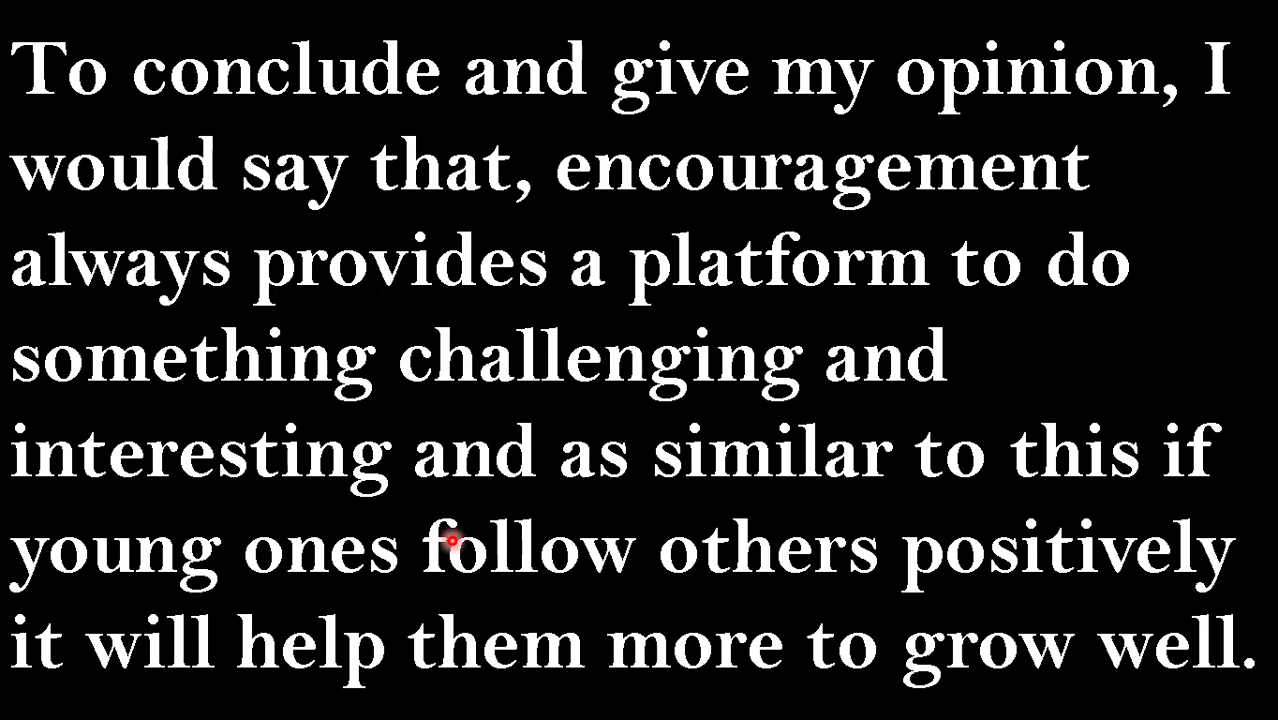 To conclude and give my opinion, I
would say that, encouragement
always provides a platform to do
something challenging and
interesting and as similar to this if
young ones follow others positively
it will help them more to grow well.